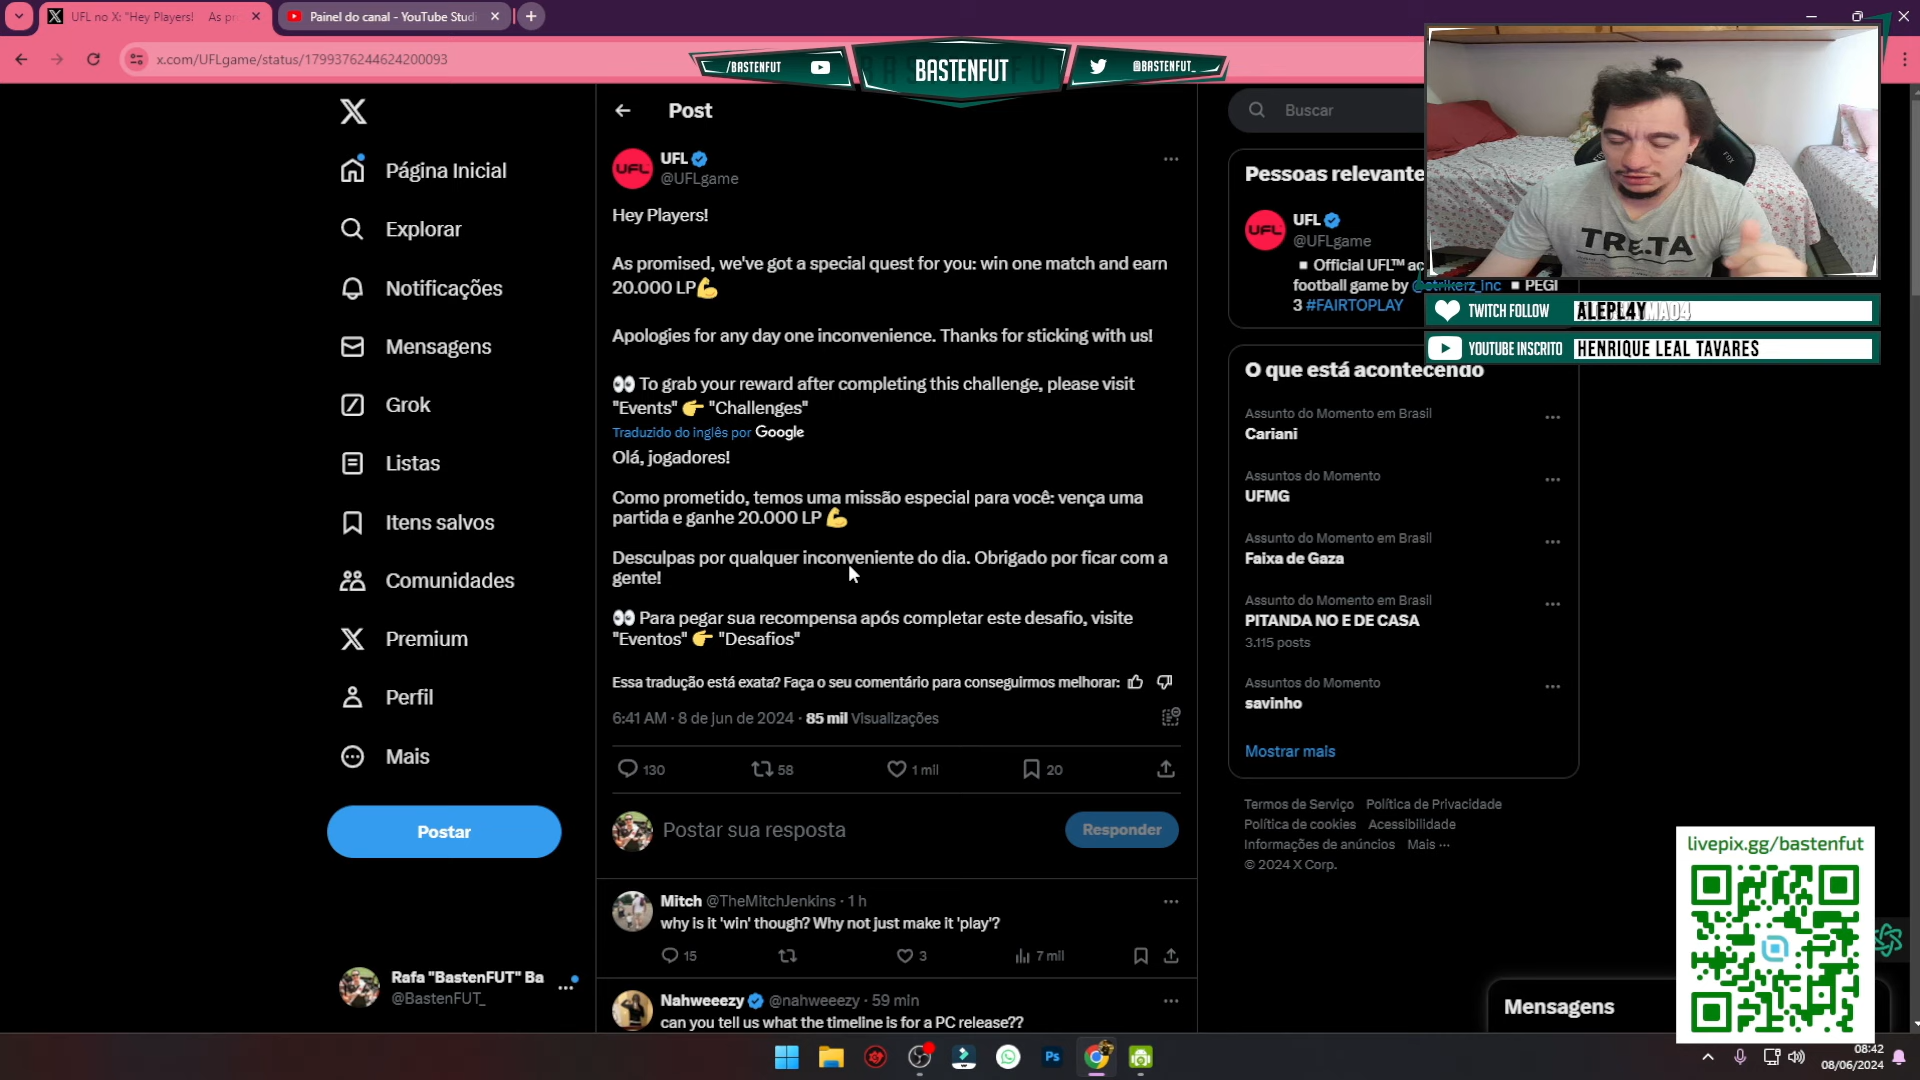 UFL no X: "Hey Players! As pr
Painel do canal - YouTube Studi
x.com/UFLgame/status/1799376244624200093
/BASTENFUT
BASTENFUT
@BASTENFUT_
Post
Buscar
Página Inicial
Explorar
Notificações
Mensagens
Grok
Listas
Itens salvos
Comunidades
Premium
Perfil
Mais
Postar
Rafa "BastenFUT" Ba
@BastenFUT_
UFL
@UFLgame
Hey Players!
As promised, we've got a special quest for you: win one match and earn
20.000 LP💪
Apologies for any day one inconvenience. Thanks for sticking with us!
👀 To grab your reward after completing this challenge, please visit
"Events" 👉 "Challenges"
Traduzido do inglês por Google
Olá, jogadores!
Como prometido, temos uma missão especial para você: vença uma
partida e ganhe 20.000 LP 💪
Desculpas por qualquer inconveniente do dia. Obrigado por ficar com a
gente!
👀 Para pegar sua recompensa após completar este desafio, visite
"Eventos" 👉 "Desafios"
Essa tradução está exata? Faça o seu comentário para conseguirmos melhorar:
6:41 AM · 8 de jun de 2024 · 85 mil Visualizações
130 58 1 mil 20
Postar sua resposta
Responder
Mitch @TheMitchJenkins · 1 h
why is it 'win' though? Why not just make it 'play'?
15 3 7 mil
Nahweeezy @nahweeezy · 59 min
can you tell us what the timeline is for a PC release??
Pessoas relevante
UFL
UFL
@UFLgame
Official UFL™ ac
football game by @strikerz_inc PEGI
3 #FAIRTOPLAY
TRETA
TWITCH FOLLOW ALEPL4Y
YOUTUBE INSCRITO HENRIQUE LEAL TAVARES
O que está acontecendo
Assunto do Momento em Brasil
Cariani
Assuntos do Momento
UFMG
Assunto do Momento em Brasil
Faixa de Gaza
Assunto do Momento em Brasil
PITANDA NO E DE CASA
3.115 posts
Assuntos do Momento
savinho
Mostrar mais
Termos de Serviço Política de Privacidade
Política de cookies Acessibilidade
Informações de anúncios Mais ···
© 2024 X Corp.
livepix.gg/bastenfut
Mensagens
Ps
08:42
08/06/2024